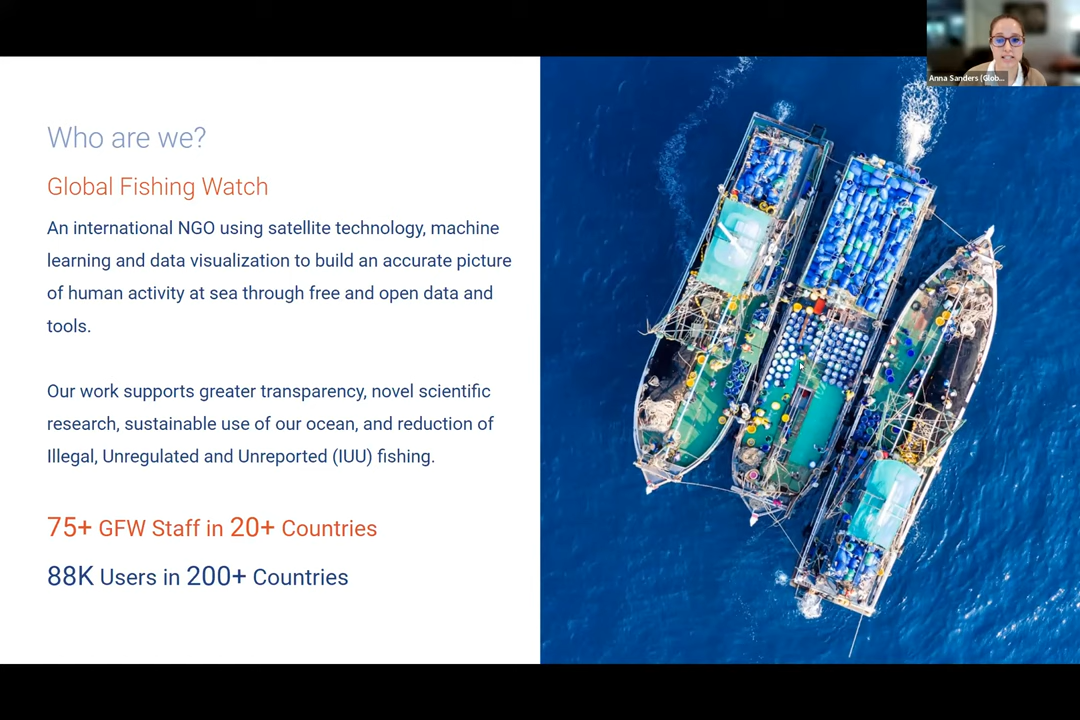 Anna Sanders (Glob...
Who are we?
Global Fishing Watch
An international NGO using satellite technology, machine
learning and data visualization to build an accurate picture
of human activity at sea through free and open data and
tools.
Our work supports greater transparency, novel scientific
research, sustainable use of our ocean, and reduction of
Illegal, Unregulated and Unreported (IUU) fishing.
75+ GFW Staff in 20+ Countries
88K Users in 200+ Countries